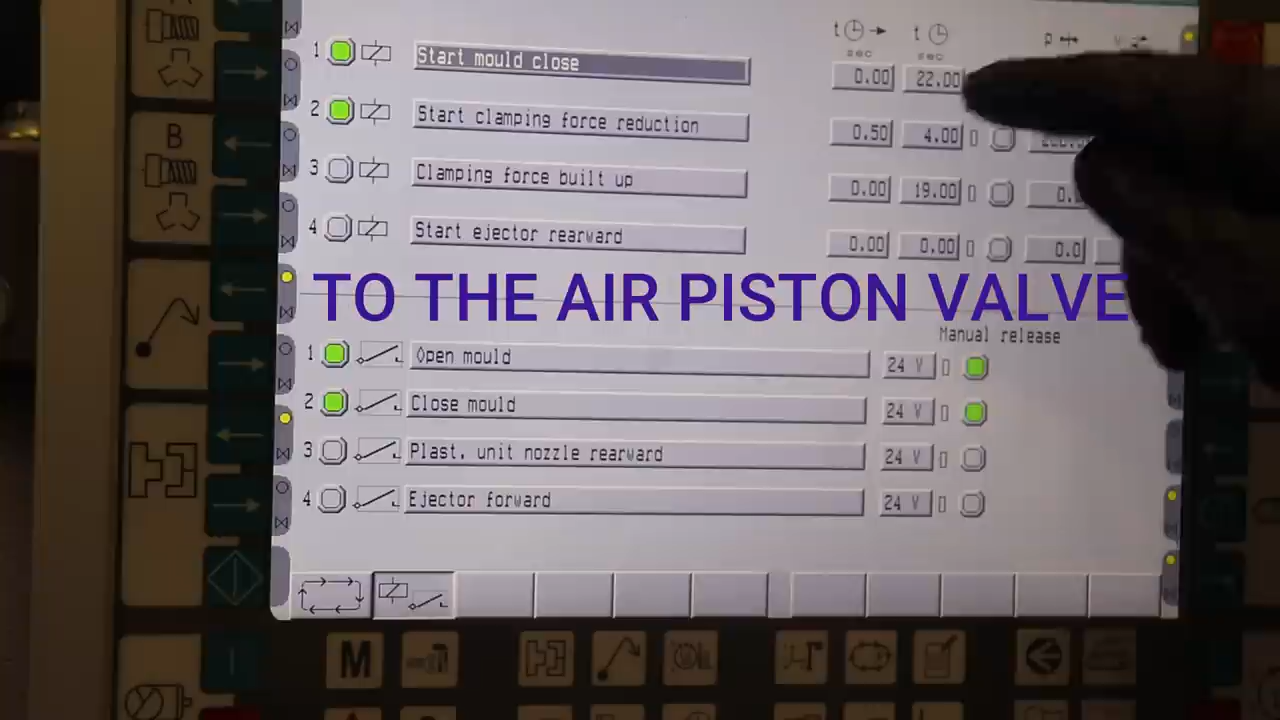 t t p
sec sec
1 Start mould close 0.00 22.00
2 Start clamping force reduction 0.50 4.00
3 Clamping force built up 0.00 19.00
4 Start ejector rearward 0.00 0.00 0.0
TO THE AIR PISTON VALVE
Manual release
1 Open mould 24 V
2 Close mould 24 V
3 Plast. unit nozzle rearward 24 V
4 Ejector forward 24 V
B
M